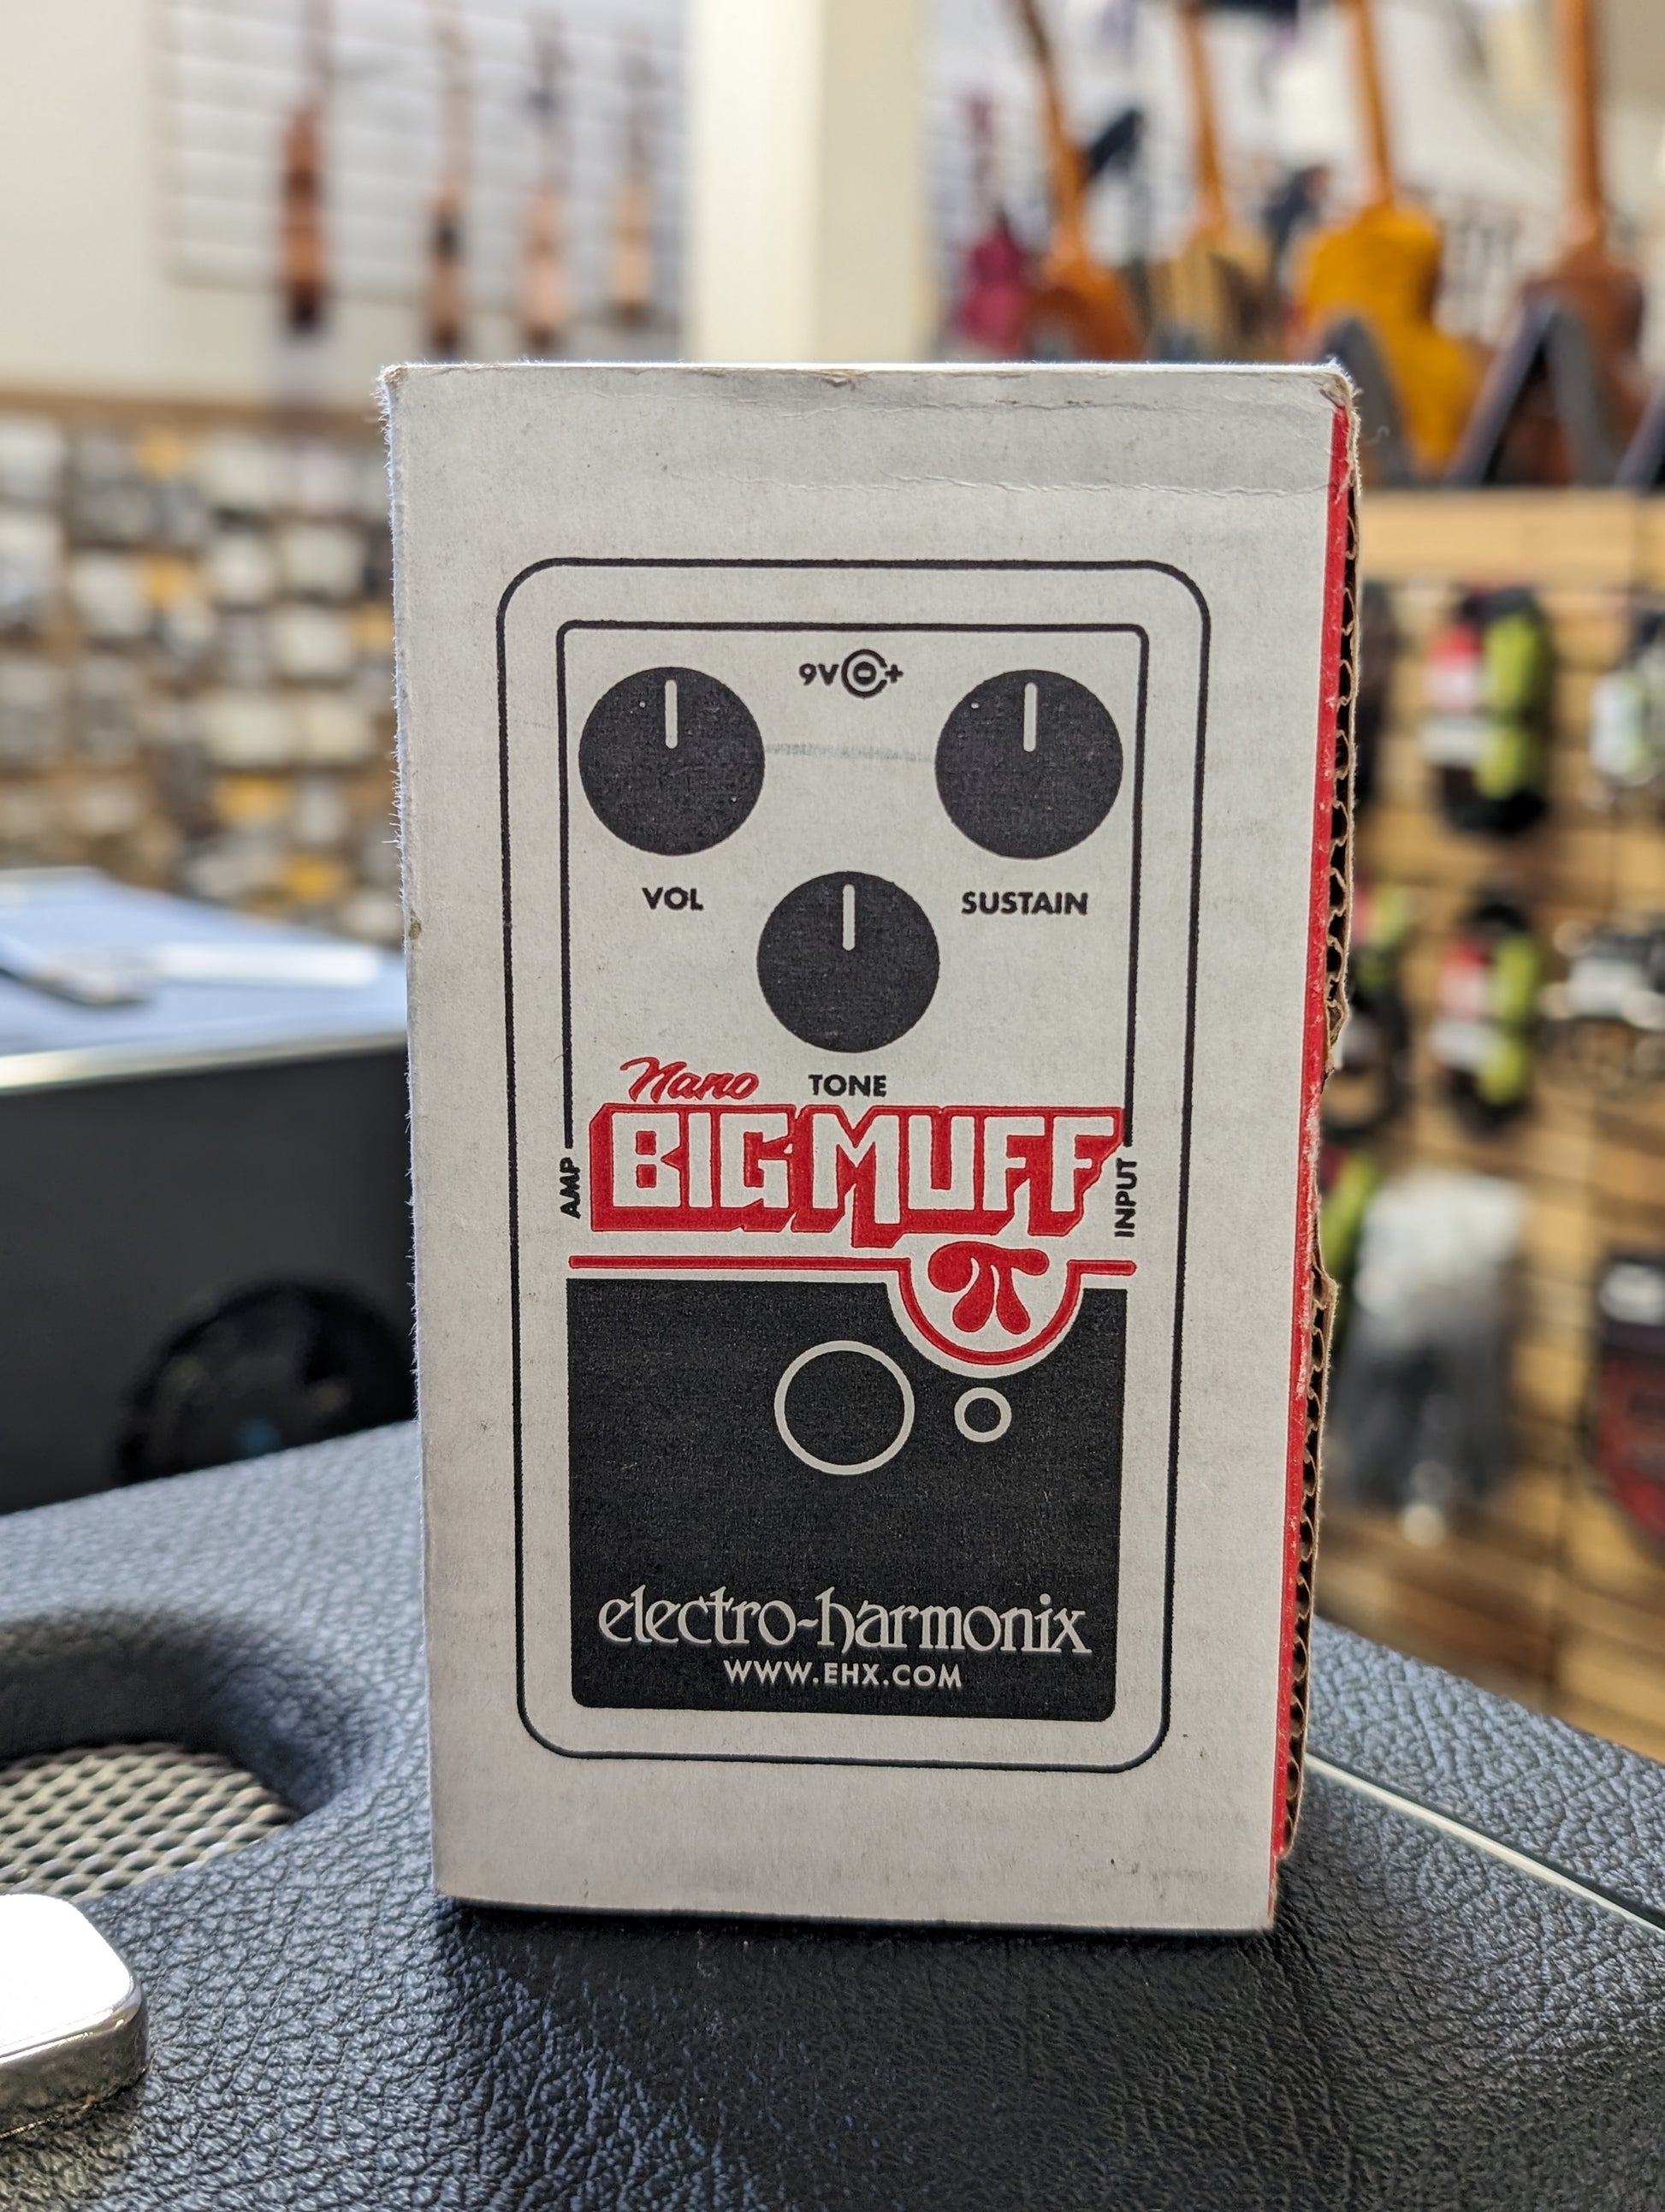 9V +
VOL
SUSTAIN
TONE
Nano
BIG MUFF
π
AMP
INPUT
electro-harmonix
WWW.EHX.COM